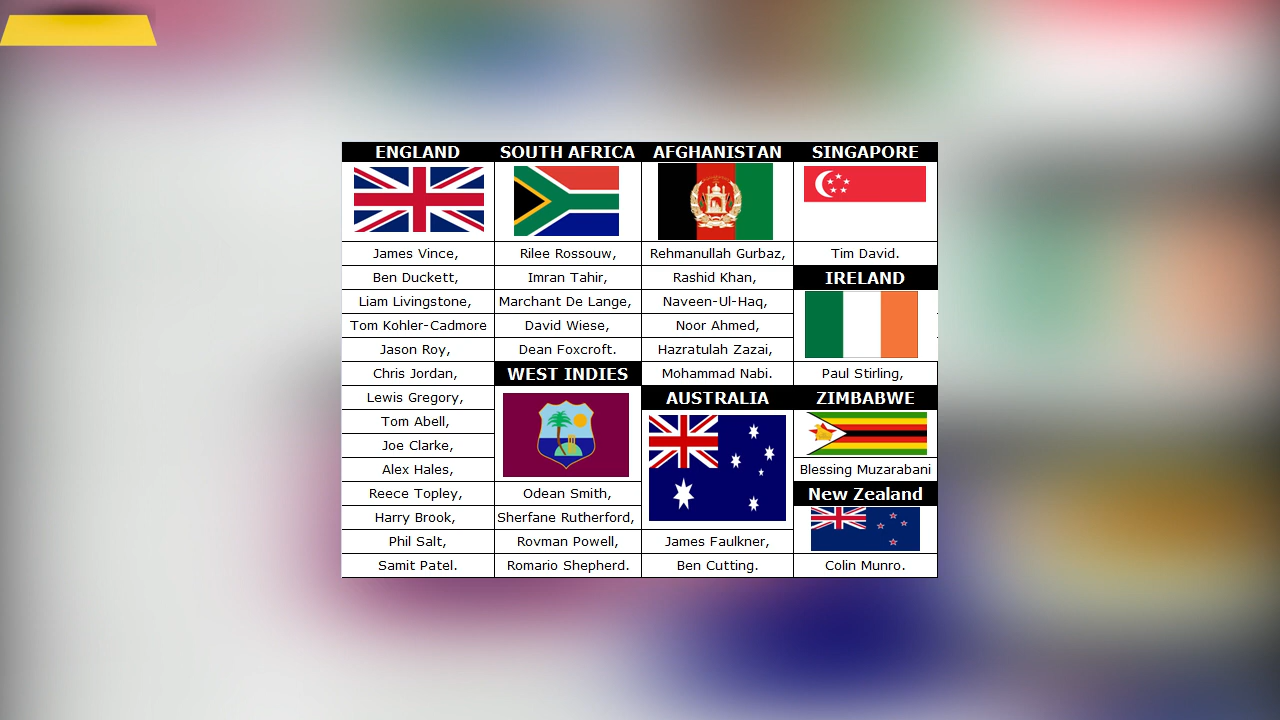 ENGLAND
James Vince,
Ben Duckett,
Liam Livingstone,
Tom Kohler-Cadmore
Jason Roy,
Chris Jordan,
Lewis Gregory,
Tom Abell,
Joe Clarke,
Alex Hales,
Reece Topley,
Harry Brook,
Phil Salt,
Samit Patel.
SOUTH AFRICA
Rilee Rossouw,
Imran Tahir,
Marchant De Lange,
David Wiese,
Dean Foxcroft.
WEST INDIES
Odean Smith,
Sherfane Rutherford,
Rovman Powell,
Romario Shepherd.
AFGHANISTAN
Rehmanullah Gurbaz,
Rashid Khan,
Naveen-Ul-Haq,
Noor Ahmed,
Hazratulah Zazai,
Mohammad Nabi.
AUSTRALIA
James Faulkner,
Ben Cutting.
SINGAPORE
Tim David.
IRELAND
Paul Stirling,
ZIMBABWE
Blessing Muzarabani
New Zealand
Colin Munro.